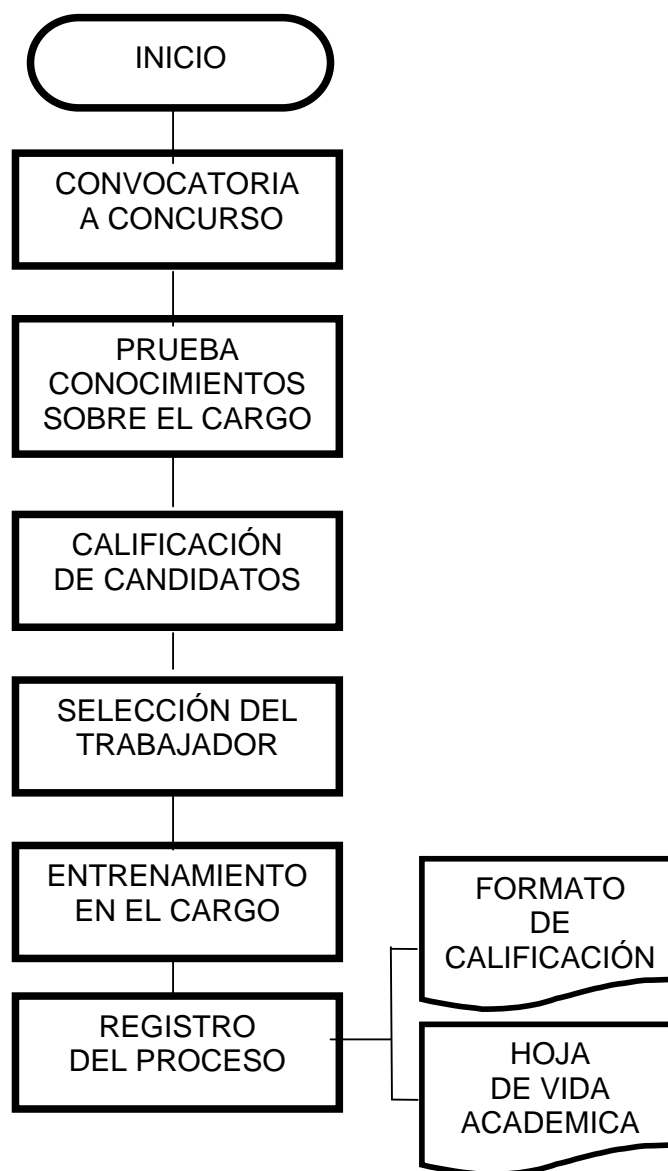 INICIO
CONVOCATORIA
A CONCURSO
PRUEBA
CONOCIMIENTOS
SOBRE EL CARGO
CALIFICACIÓN
DE CANDIDATOS
SELECCIÓN DEL
TRABAJADOR
ENTRENAMIENTO
EN EL CARGO
REGISTRO
DEL PROCESO
FORMATO
DE
CALIFICACIÓN
HOJA
DE VIDA
ACADEMICA